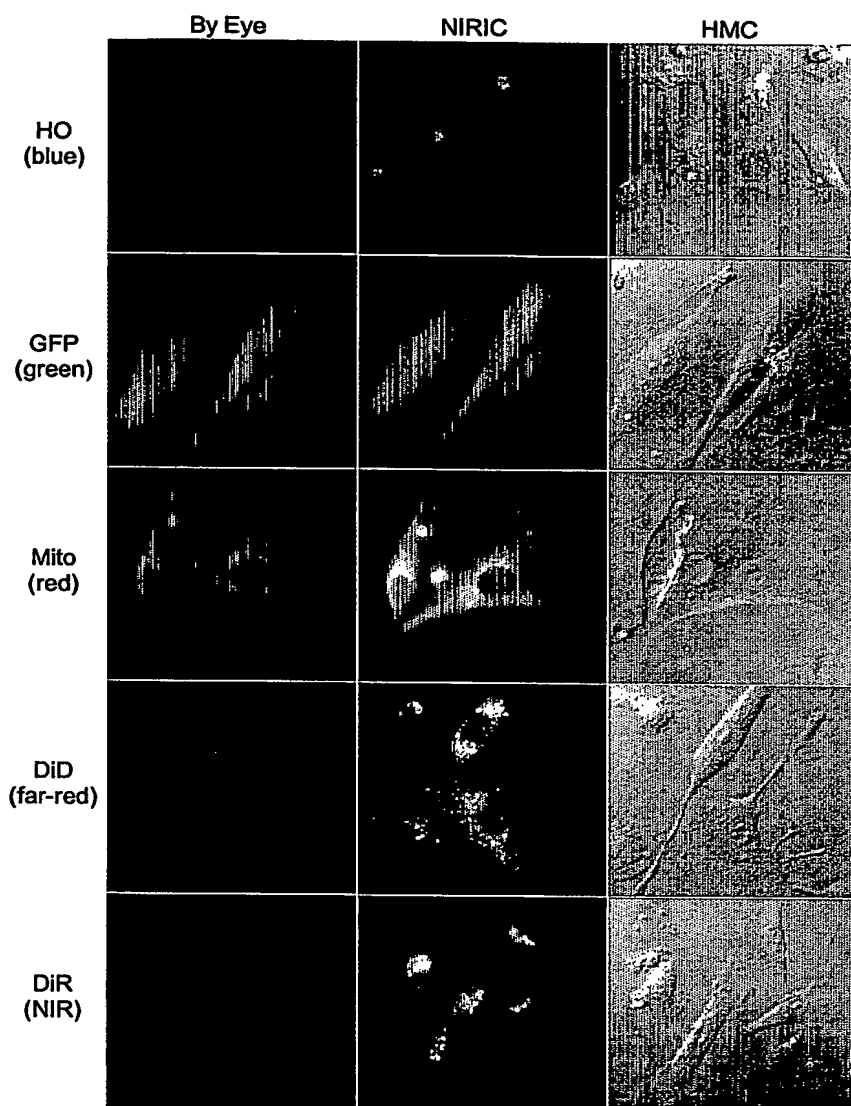 By Eye NIRIC HMC
HO
(blue)
GFP
(green)
Mito
(red)
DiD
(far-red)
DiR
(NIR)